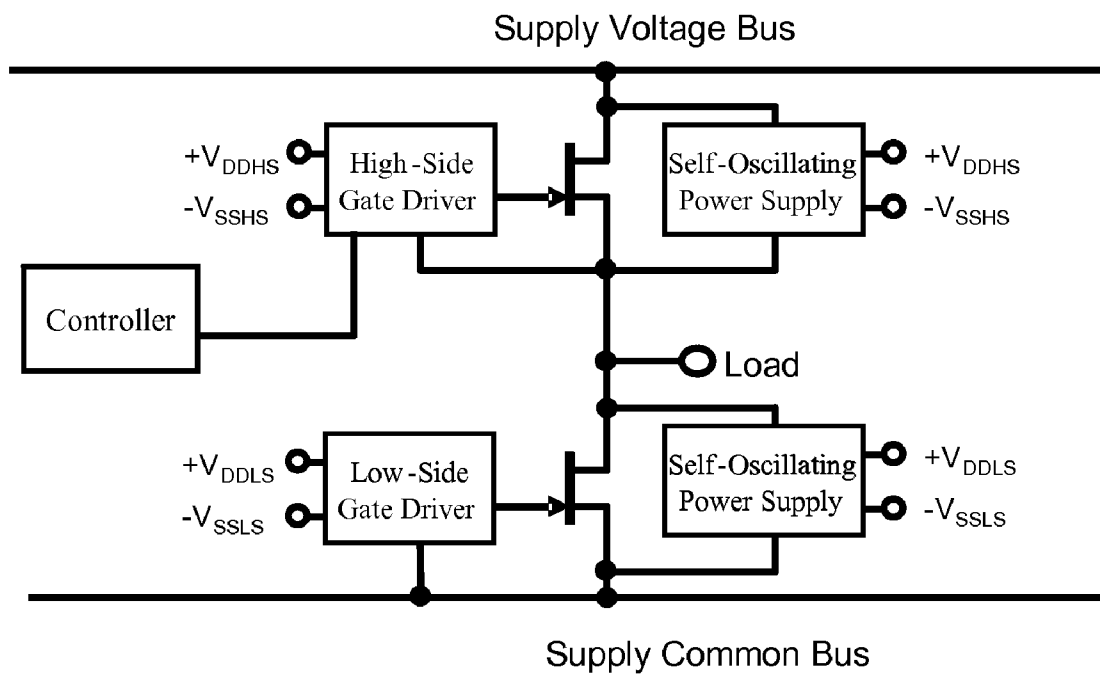 Supply Voltage Bus
+VDDHS
-VSSHS
High-Side
Gate Driver
Self-Oscillating
Power Supply
+VDDHS
-VSSHS
Controller
Load
+VDDLS
-VSSLS
Low-Side
Gate Driver
Self-Oscillating
Power Supply
+VDDLS
-VSSLS
Supply Common Bus